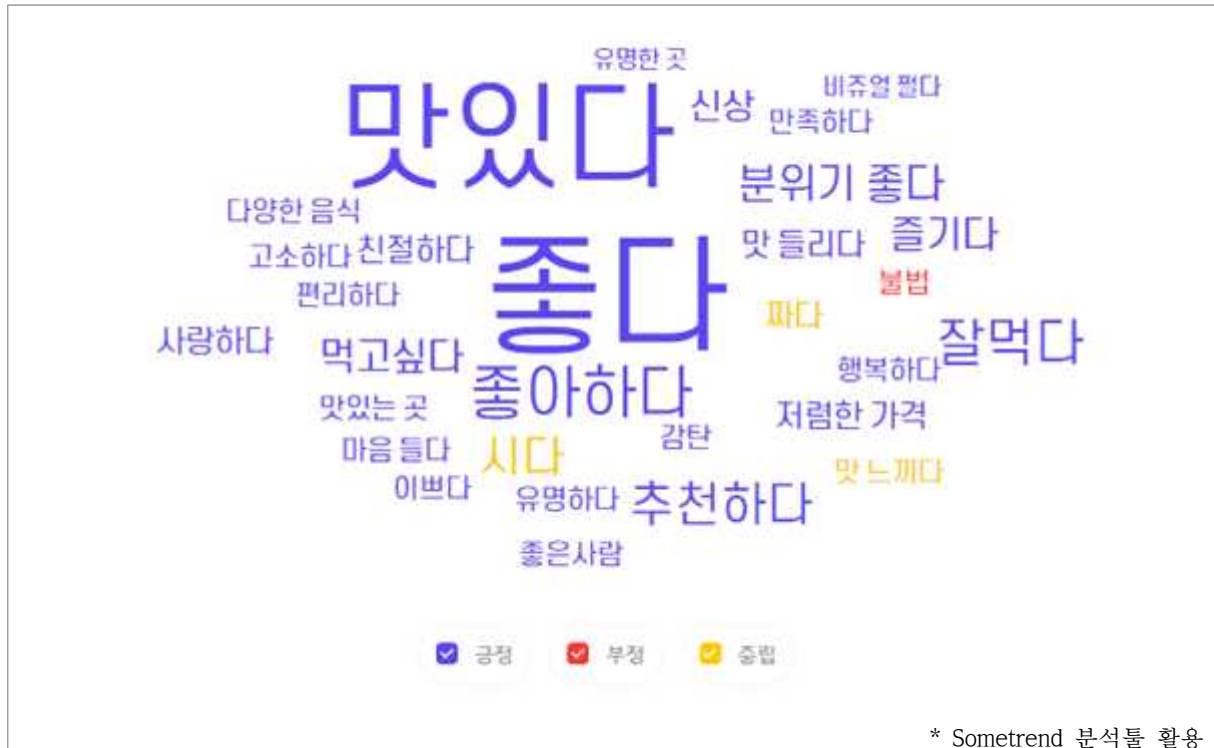 유명한 곳
비쥬얼 쩔다
맛있다
신상
만족하다
분위기 좋다
다양한 음식
맛 들리다
즐기다
고소하다
친절하다
좋다
불법
편리하다
파다
사랑하다
먹고싶다
잘먹다
행복하다
좋아하다
맛있는 곳
저렴한 가격
감탄
마음 들다
시다
맛 느끼다
이쁘다
유명하다
추천하다
좋은사람
긍정
부정
중립
* Sometrend 분석툴 활용